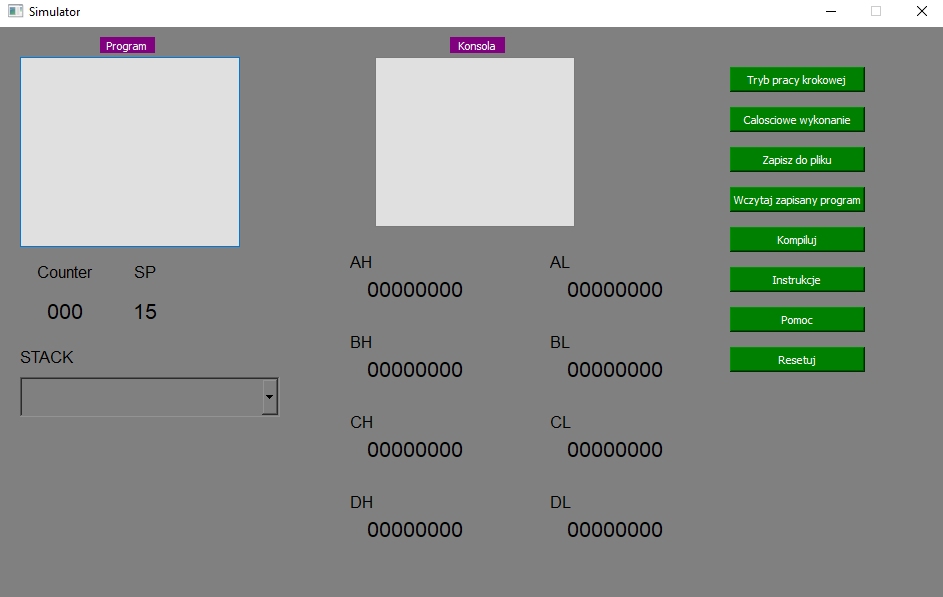 Simulator
Program
Konsola
Tryb pracy krokowej
Calosciowe wykonanie
Zapisz do pliku
Wczytaj zapisany program
Kompiluj
Instrukcje
Pomoc
Resetuj
Counter SP
000 15
STACK
AH AL
00000000 00000000
BH BL
00000000 00000000
CH CL
00000000 00000000
DH DL
00000000 00000000